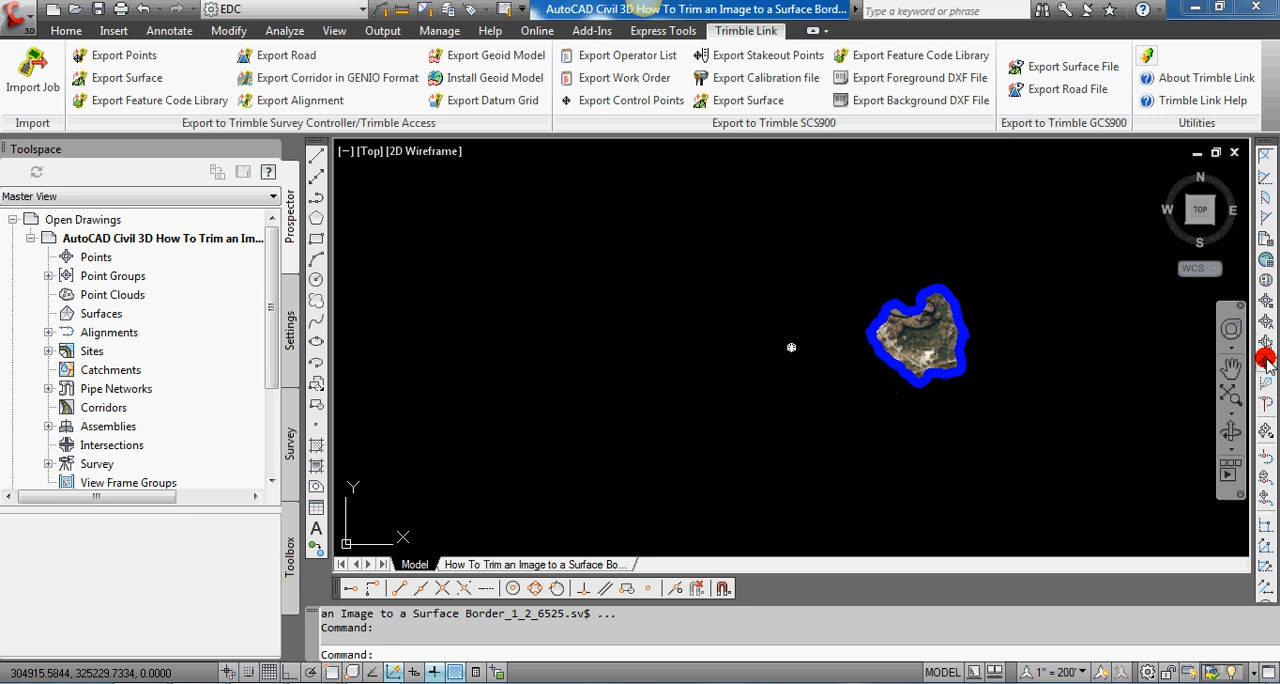 EDC
AutoCAD Civil 3D How To Trim an Image to a Surface Bord...
Type a keyword or phrase
3D
Home Insert Annotate Modify Analyze View Output Manage Help Online Add-Ins Express Tools Trimble Link
Import Job
Import
Export Points
Export Surface
Export Feature Code Library
Export Road
Export Corridor in GENIO Format
Export Alignment
Export Geoid Model
Install Geoid Model
Export Datum Grid
Export to Trimble Survey Controller/Trimble Access
Export Operator List
Export Work Order
Export Control Points
Export Stakeout Points
Export Calibration file
Export Surface
Export Feature Code Library
Export Foreground DXF File
Export Background DXF File
Export to Trimble SCS900
Export Surface File
Export Road File
Export to Trimble GCS900
About Trimble Link
Trimble Link Help
Utilities
Toolspace
Master View
Open Drawings
AutoCAD Civil 3D How To Trim an Im...
Points
Point Groups
Point Clouds
Surfaces
Alignments
Sites
Catchments
Pipe Networks
Corridors
Assemblies
Intersections
Survey
View Frame Groups
Prospector
Settings
Survey
Toolbox
[−] [Top] [2D Wireframe]
N
W TOP E
S
WCS
Y
X
Model How To Trim an Image to a Surface Bo...
an Image to a Surface Border_1_2_6525.sv$ ...
Command:
Command:
304915.5844, 325229.7334, 0.0000
MODEL
1" = 200'